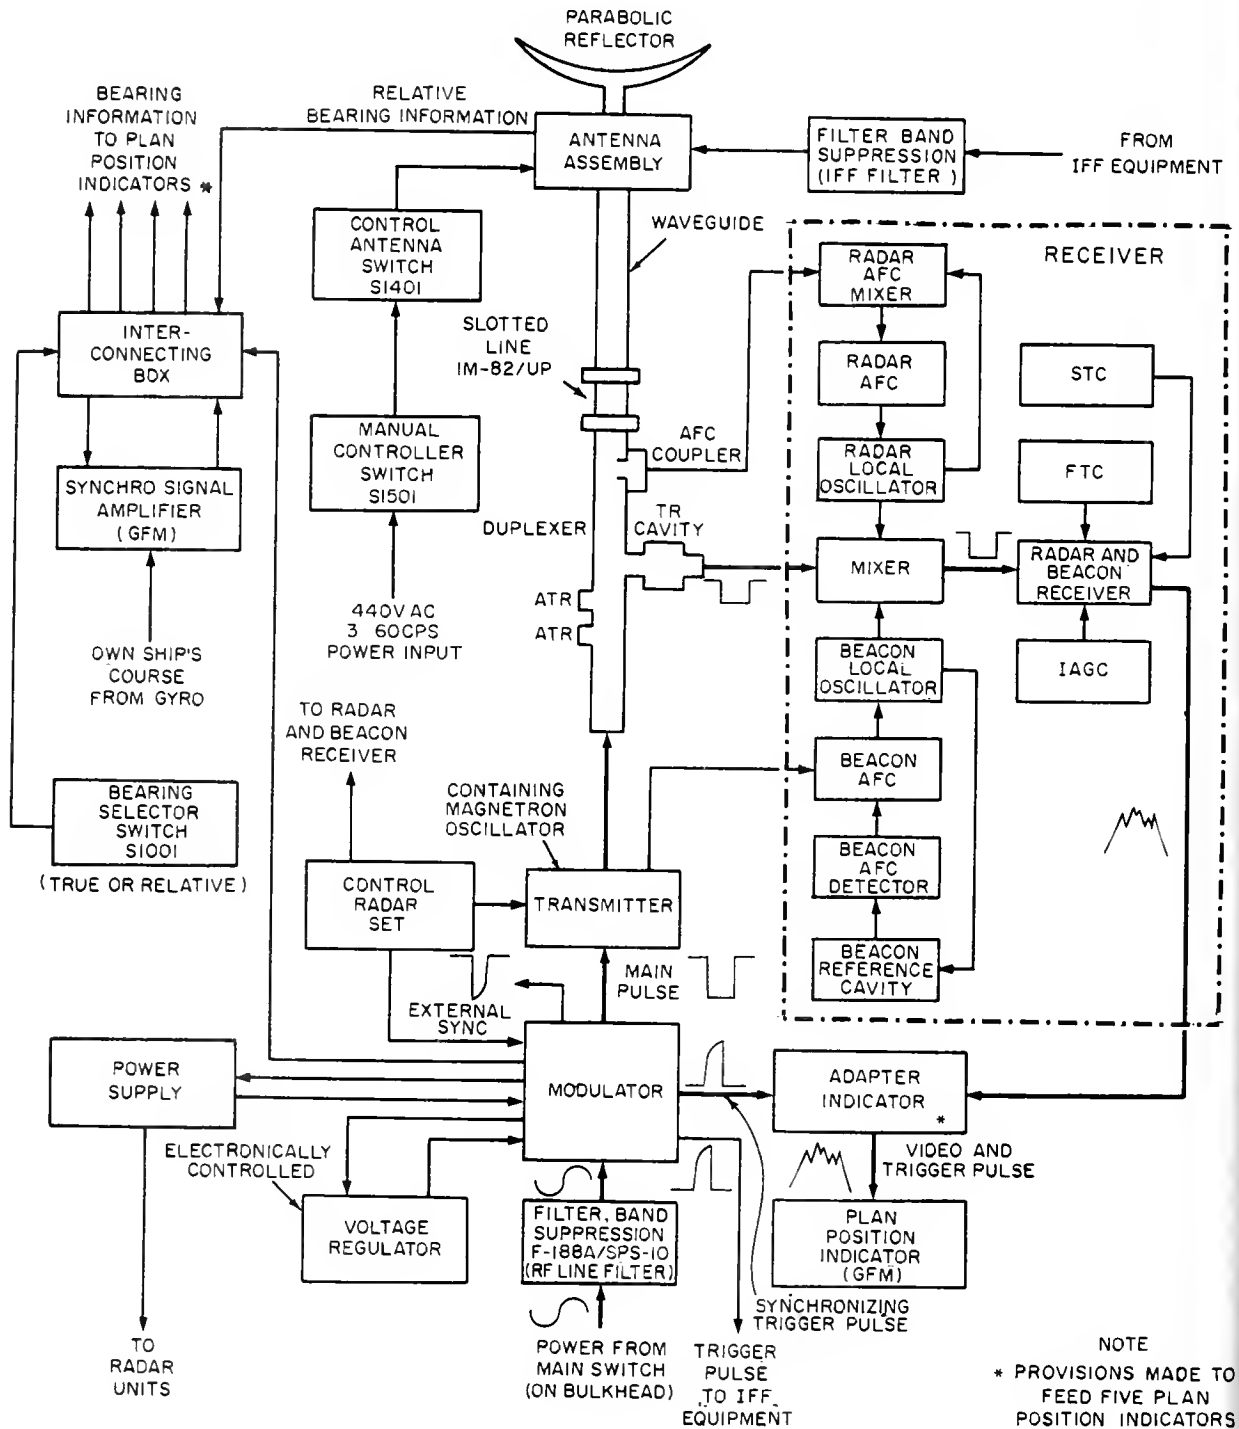 PARABOLIC
REFLECTOR
BEARING
INFORMATION
TO PLAN
POSITION
INDICATORS *
RELATIVE
BEARING INFORMATION
ANTENNA
ASSEMBLY
FILTER BAND
SUPPRESSION
(IFF FILTER)
FROM
IFF EQUIPMENT
CONTROL
ANTENNA
SWITCH
S1401
WAVEGUIDE
RECEIVER
RADAR
AFC
MIXER
INTER-
CONNECTING
BOX
SLOTTED
LINE
IM-82/UP
RADAR
AFC
STC
MANUAL
CONTROLLER
SWITCH
S1501
AFC
COUPLER
RADAR
LOCAL
OSCILLATOR
FTC
SYNCHRO SIGNAL
AMPLIFIER
(GFM)
DUPLEXER
TR
CAVITY
MIXER
RADAR AND
BEACON
RECEIVER
ATR
ATR
440V AC
3 60CPS
POWER INPUT
OWN SHIP'S
COURSE
FROM GYRO
BEACON
LOCAL
OSCILLATOR
IAGC
TO RADAR
AND BEACON
RECEIVER
BEACON
AFC
BEARING
SELECTOR
SWITCH
S1001
(TRUE OR RELATIVE)
CONTAINING
MAGNETRON
OSCILLATOR
BEACON
AFC
DETECTOR
CONTROL
RADAR
SET
TRANSMITTER
BEACON
REFERENCE
CAVITY
MAIN
PULSE
EXTERNAL
SYNC
POWER
SUPPLY
MODULATOR
ADAPTER
INDICATOR
*
ELECTRONICALLY
CONTROLLED
VIDEO AND
TRIGGER PULSE
VOLTAGE
REGULATOR
FILTER, BAND
SUPPRESSION
F-188A/SPS-10
(RF LINE FILTER)
PLAN
POSITION
INDICATOR
(GFM)
SYNCHRONIZING
TRIGGER PULSE
TO
RADAR
UNITS
POWER FROM
MAIN SWITCH
(ON BULKHEAD)
TRIGGER
PULSE
TO IFF
EQUIPMENT
NOTE
* PROVISIONS MADE TO
FEED FIVE PLAN
POSITION INDICATORS